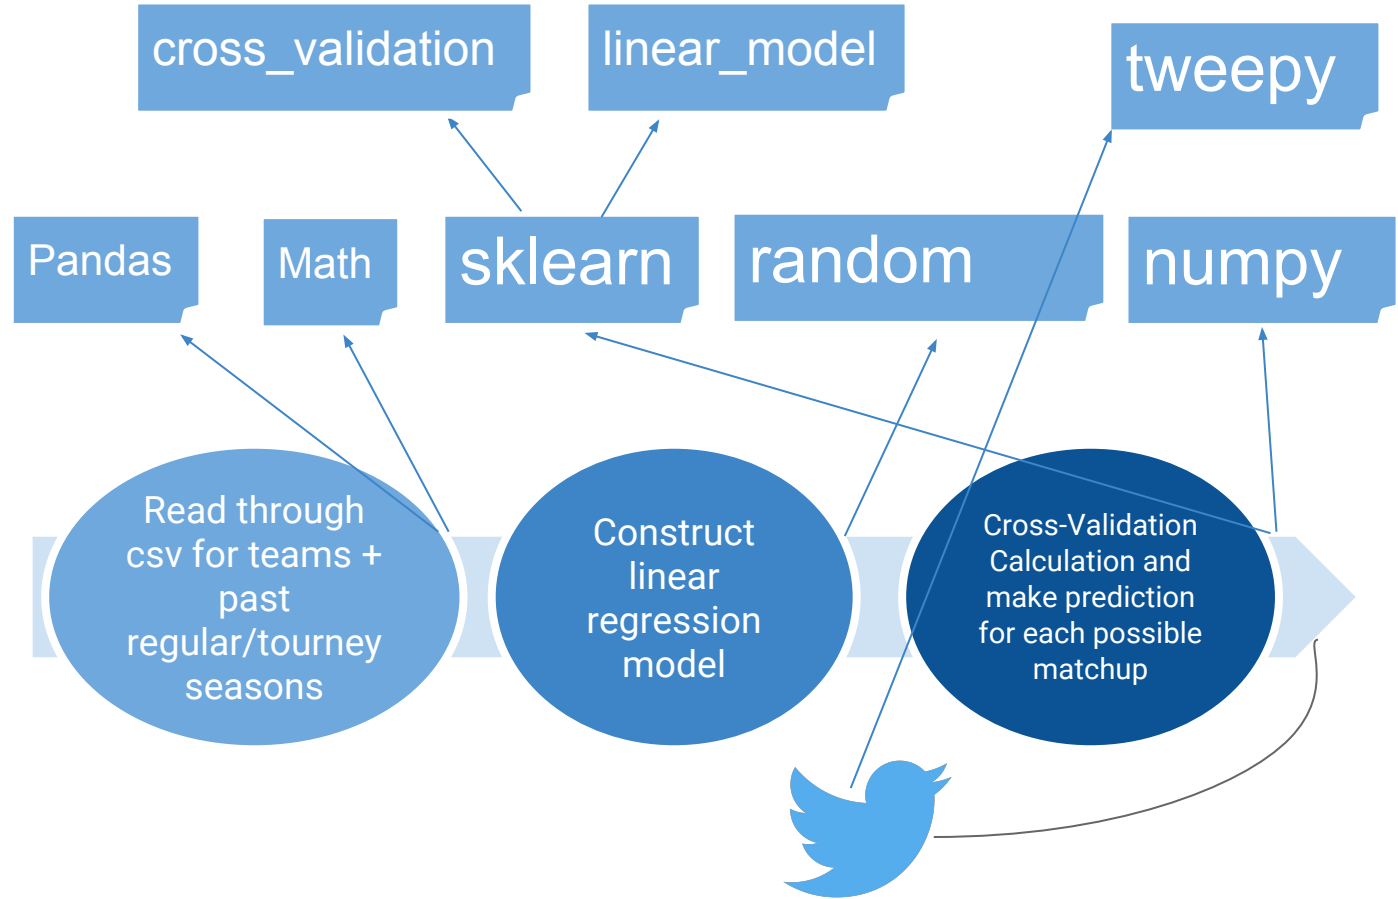 cross_validation
linear_model
tweepy
Pandas
Math
sklearn
random
numpy
Read through
csv for teams +
past
regular/tourney
seasons
Construct
linear
regression
model
Cross-Validation
Calculation and
make prediction
for each possible
matchup